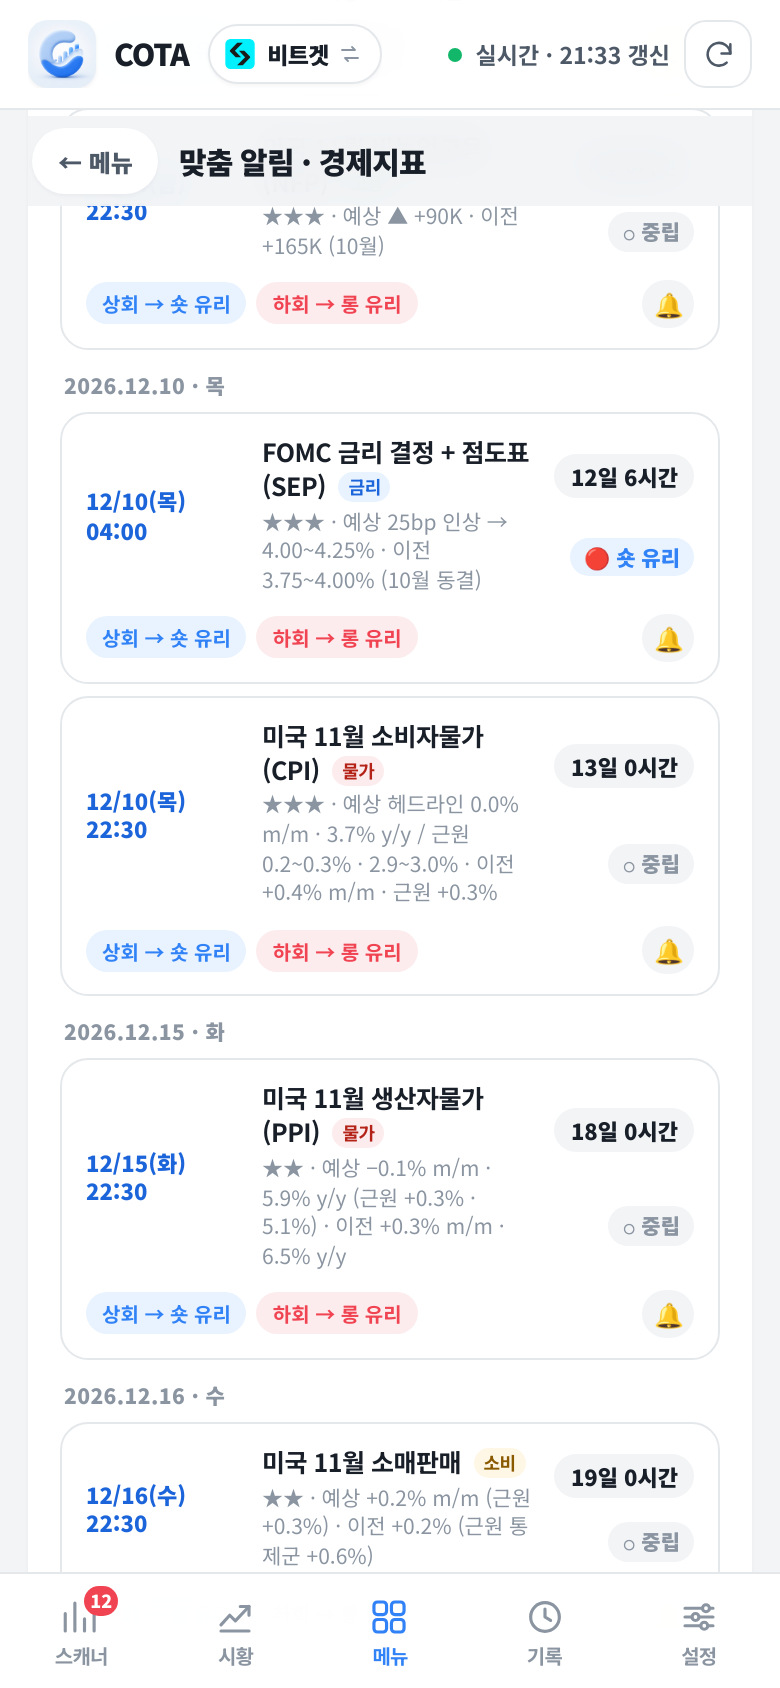 COTA 비트겟 실시간 · 21:33 갱신
← 메뉴 맞춤 알림 · 경제지표
22:30
★★★ · 예상 ▲ +90K · 이전
+165K (10월)
○ 중립
상회 → 숏 유리 하회 → 롱 유리
2026.12.10 · 목
12/10(목)
04:00
FOMC 금리 결정 + 점도표
(SEP) 금리
★★★ · 예상 25bp 인상 →
4.00~4.25% · 이전
3.75~4.00% (10월 동결)
12일 6시간
숏 유리
상회 → 숏 유리 하회 → 롱 유리
12/10(목)
22:30
미국 11월 소비자물가
(CPI) 물가
★★★ · 예상 헤드라인 0.0%
m/m · 3.7% y/y / 근원
0.2~0.3% · 2.9~3.0% · 이전
+0.4% m/m · 근원 +0.3%
13일 0시간
○ 중립
상회 → 숏 유리 하회 → 롱 유리
2026.12.15 · 화
12/15(화)
22:30
미국 11월 생산자물가
(PPI) 물가
★★ · 예상 −0.1% m/m ·
5.9% y/y (근원 +0.3% ·
5.1%) · 이전 +0.3% m/m ·
6.5% y/y
18일 0시간
○ 중립
상회 → 숏 유리 하회 → 롱 유리
2026.12.16 · 수
12/16(수)
22:30
미국 11월 소매판매 소비
★★ · 예상 +0.2% m/m (근원
+0.3%) · 이전 +0.2% (근원 통
제군 +0.6%)
19일 0시간
○ 중립
12
스캐너 시황 메뉴 기록 설정